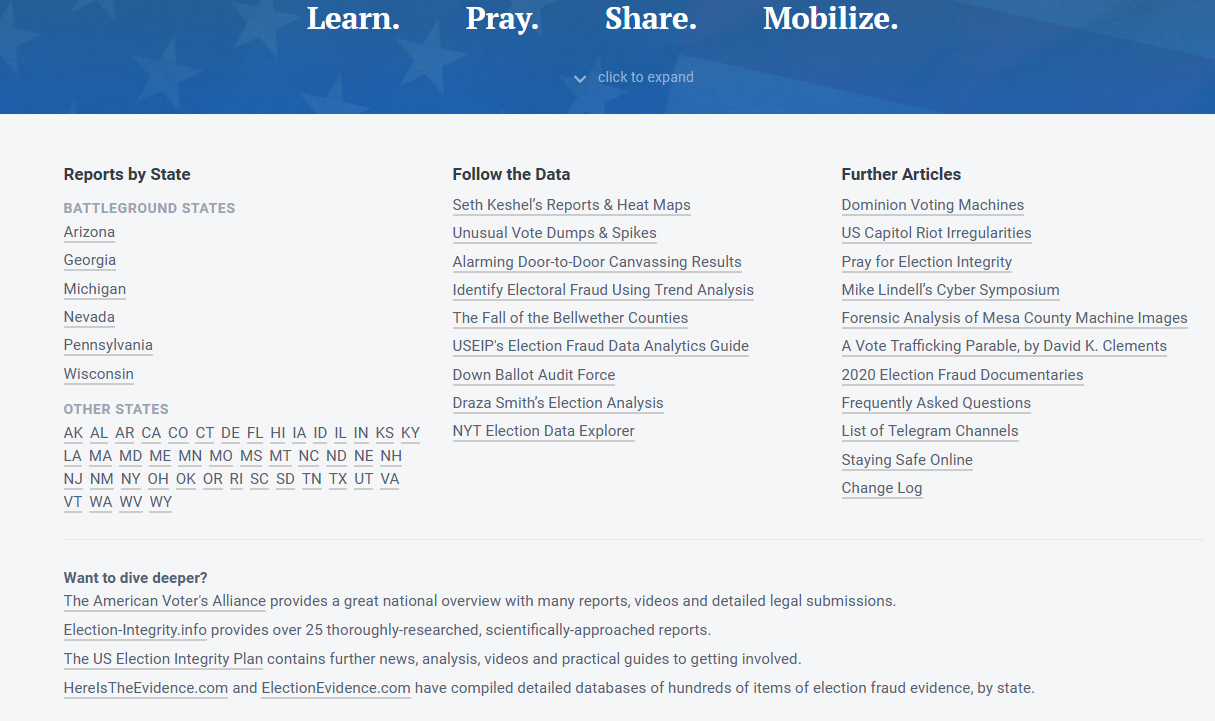 Learn. Pray. Share. Mobilize.
click to expand
Reports by State
BATTLEGROUND STATES
Arizona
Georgia
Michigan
Nevada
Pennsylvania
Wisconsin
OTHER STATES
AK AL AR CA CO CT DE FL HI IA ID IL IN KS KY
LA MA MD ME MN MO MS MT NC ND NE NH
NJ NM NY OH OK OR RI SC SD TN TX UT VA
VT WA WV WY
Follow the Data
Seth Keshel’s Reports & Heat Maps
Unusual Vote Dumps & Spikes
Alarming Door-to-Door Canvassing Results
Identify Electoral Fraud Using Trend Analysis
The Fall of the Bellwether Counties
USEIP's Election Fraud Data Analytics Guide
Down Ballot Audit Force
Draza Smith’s Election Analysis
NYT Election Data Explorer
Further Articles
Dominion Voting Machines
US Capitol Riot Irregularities
Pray for Election Integrity
Mike Lindell’s Cyber Symposium
Forensic Analysis of Mesa County Machine Images
A Vote Trafficking Parable, by David K. Clements
2020 Election Fraud Documentaries
Frequently Asked Questions
List of Telegram Channels
Staying Safe Online
Change Log
Want to dive deeper?
The American Voter's Alliance provides a great national overview with many reports, videos and detailed legal submissions.
Election-Integrity.info provides over 25 thoroughly-researched, scientifically-approached reports.
The US Election Integrity Plan contains further news, analysis, videos and practical guides to getting involved.
HereIsTheEvidence.com and ElectionEvidence.com have compiled detailed databases of hundreds of items of election fraud evidence, by state.